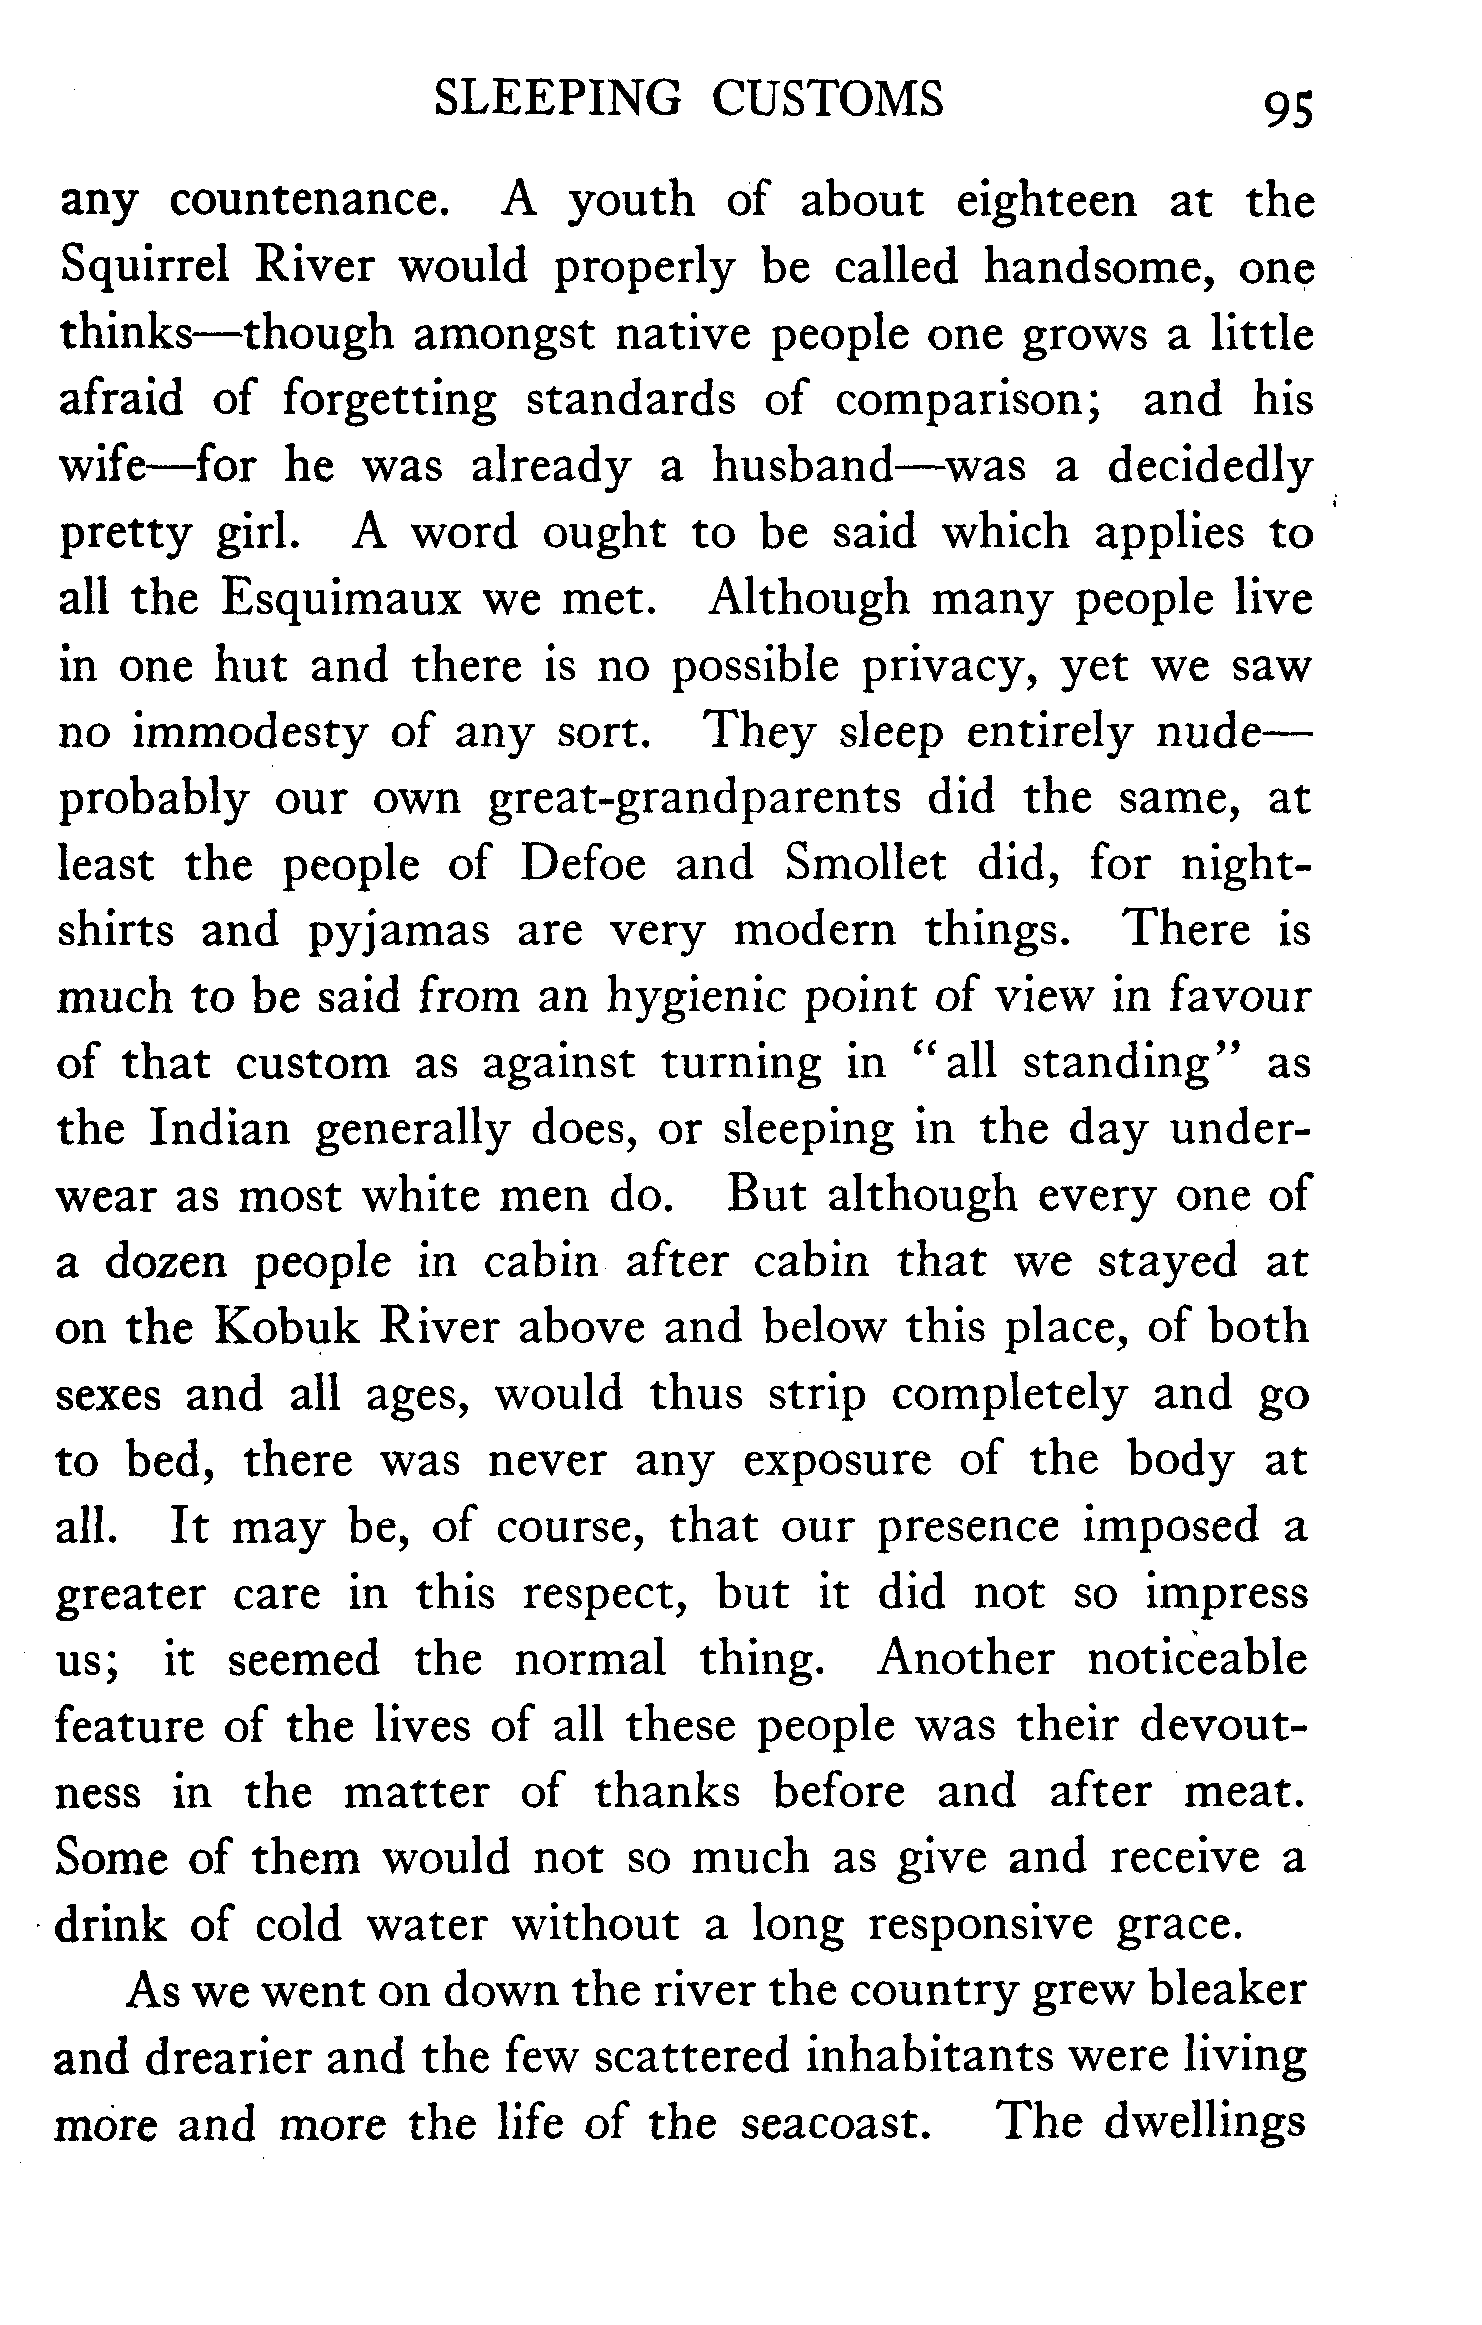 SLEEPING CUSTOMS 95
any countenance. A youth of about eighteen at the
Squirrel River would properly be called handsome, one
thinks—though amongst native people one grows a little
afraid of forgetting standards of comparison; and his
wife—for he was already a husband—was a decidedly
pretty girl. A word ought to be said which applies to
all the Esquimaux we met. Although many people live
in one hut and there is no possible privacy, yet we saw
no immodesty of any sort. They sleep entirely nude—
probably our own great-grandparents did the same, at
least the people of Defoe and Smollet did, for night-
shirts and pyjamas are very modern things. There is
much to be said from an hygienic point of view in favour
of that custom as against turning in "all standing" as
the Indian generally does, or sleeping in the day under-
wear as most white men do. But although every one of
a dozen people in cabin after cabin that we stayed at
on the Kobuk River above and below this place, of both
sexes and all ages, would thus strip completely and go
to bed, there was never any exposure of the body at
all. It may be, of course, that our presence imposed a
greater care in this respect, but it did not so impress
us; it seemed the normal thing. Another noticeable
feature of the lives of all these people was their devout-
ness in the matter of thanks before and after meat.
Some of them would not so much as give and receive a
drink of cold water without a long responsive grace.
As we went on down the river the country grew bleaker
and drearier and the few scattered inhabitants were living
more and more the life of the seacoast. The dwellings